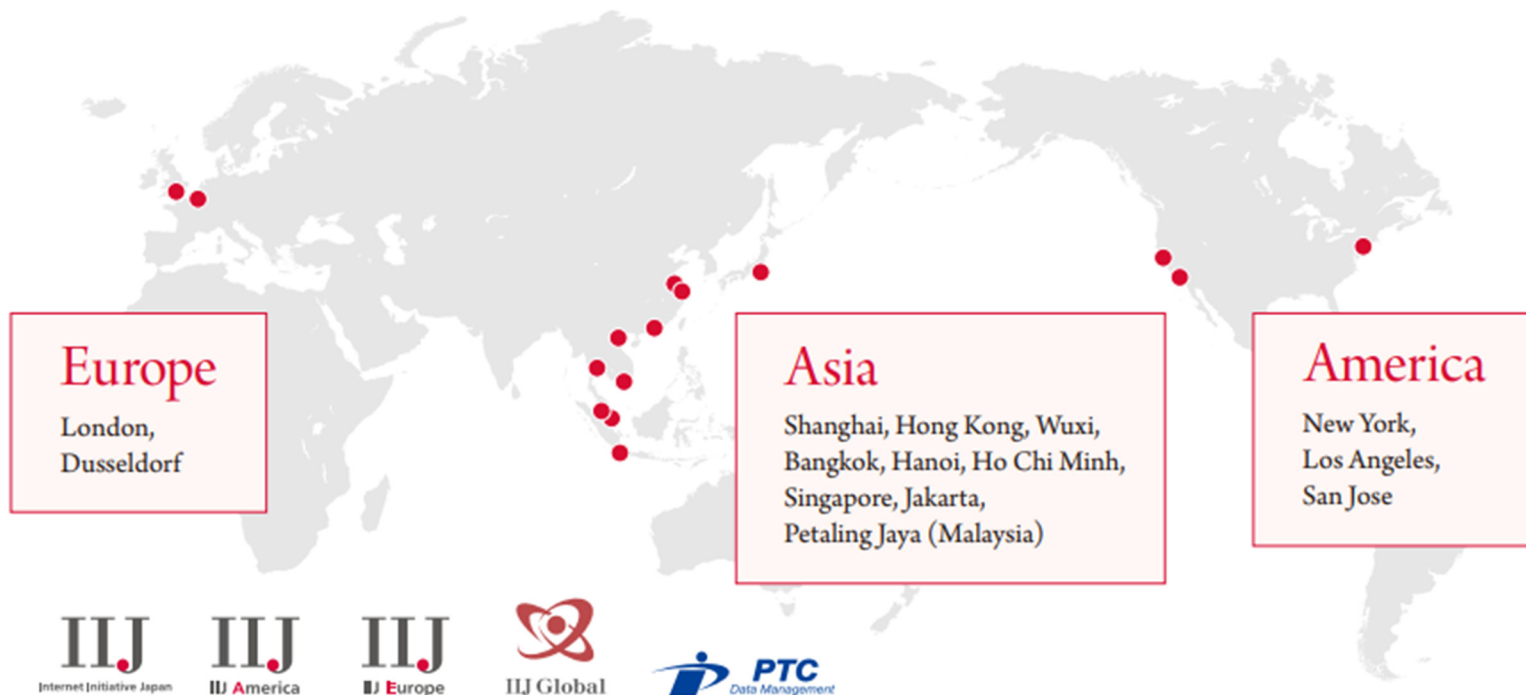 Europe
London,
Dusseldorf
Asia
Shanghai, Hong Kong, Wuxi,
Bangkok, Hanoi, Ho Chi Minh,
Singapore, Jakarta,
Petaling Jaya (Malaysia)
America
New York,
Los Angeles,
San Jose
IIJ
Internet Initiative Japan
IIJ
IIJ America
IIJ
IIJ Europe
IIJ Global
PTC
Data Management